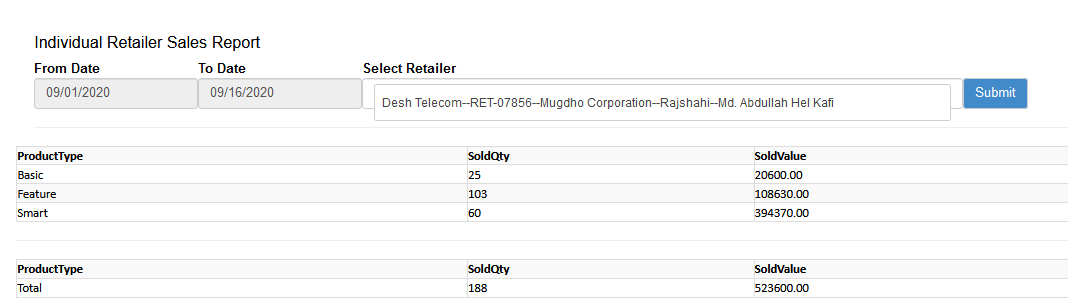 Individual Retailer Sales Report
From Date To Date Select Retailer
09/01/2020 09/16/2020 Desh Telecom--RET-07856--Mugdho Corporation--Rajshahi--Md. Abdullah Hel Kafi Submit
ProductType SoldQty SoldValue
Basic 25 20600.00
Feature 103 108630.00
Smart 60 394370.00
ProductType SoldQty SoldValue
Total 188 523600.00